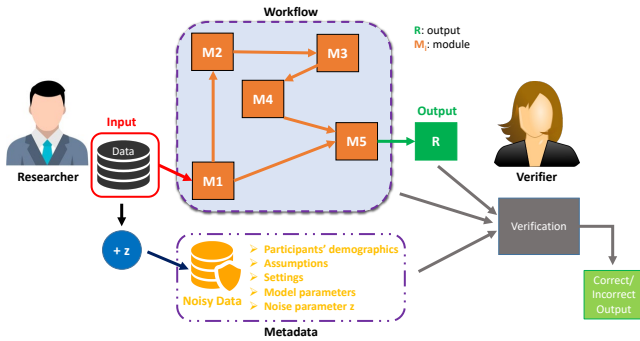 Workflow
R: output
Mi: module
M2
M3
M4
M5
M1
Input
Data
Researcher
Output
R
Verifier
+ z
Noisy Data
➢ Participants' demographics
➢ Assumptions
➢ Settings
➢ Model parameters
➢ Noise parameter z
Metadata
Verification
Correct/
Incorrect
Output